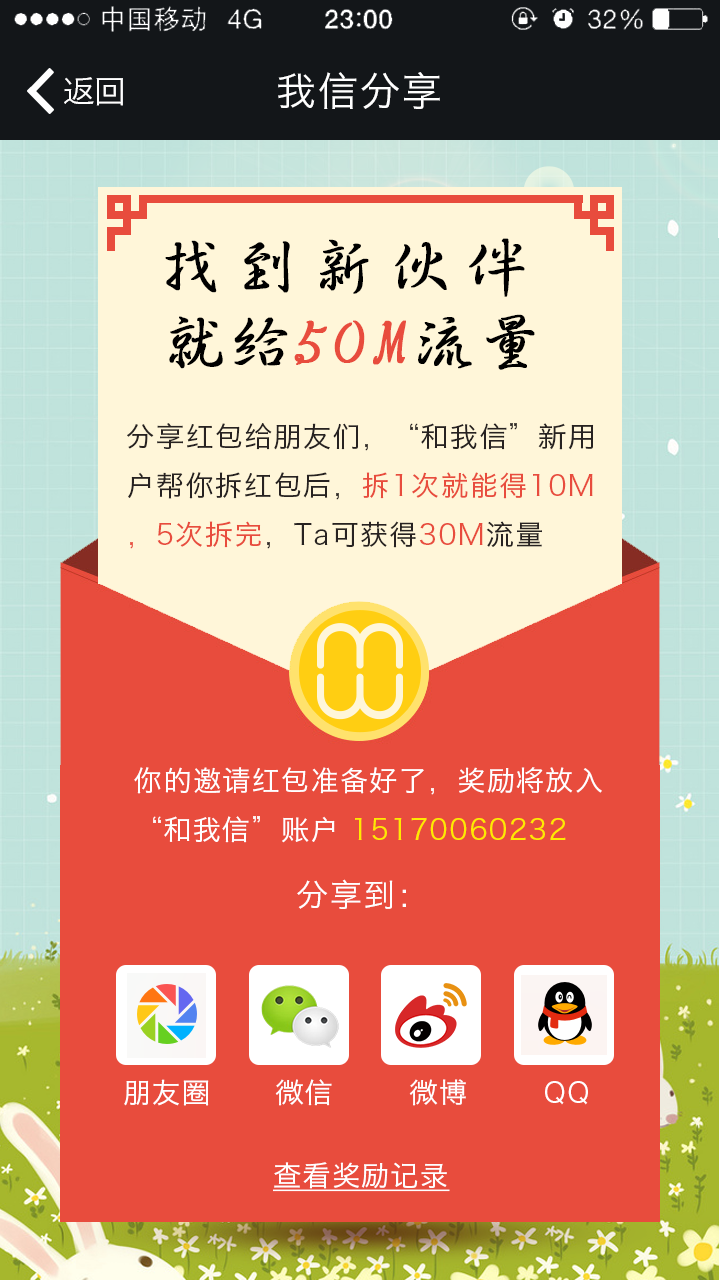 中国移动 4G 23:00 32%
返回 我信分享
找到新伙伴
就给50M流量
分享红包给朋友们，“和我信”新用
户帮你拆红包后，拆1次就能得10M
，5次拆完，Ta可获得30M流量
你的邀请红包准备好了，奖励将放入
“和我信”账户 15170060232
分享到：
朋友圈 微信 微博 QQ
查看奖励记录